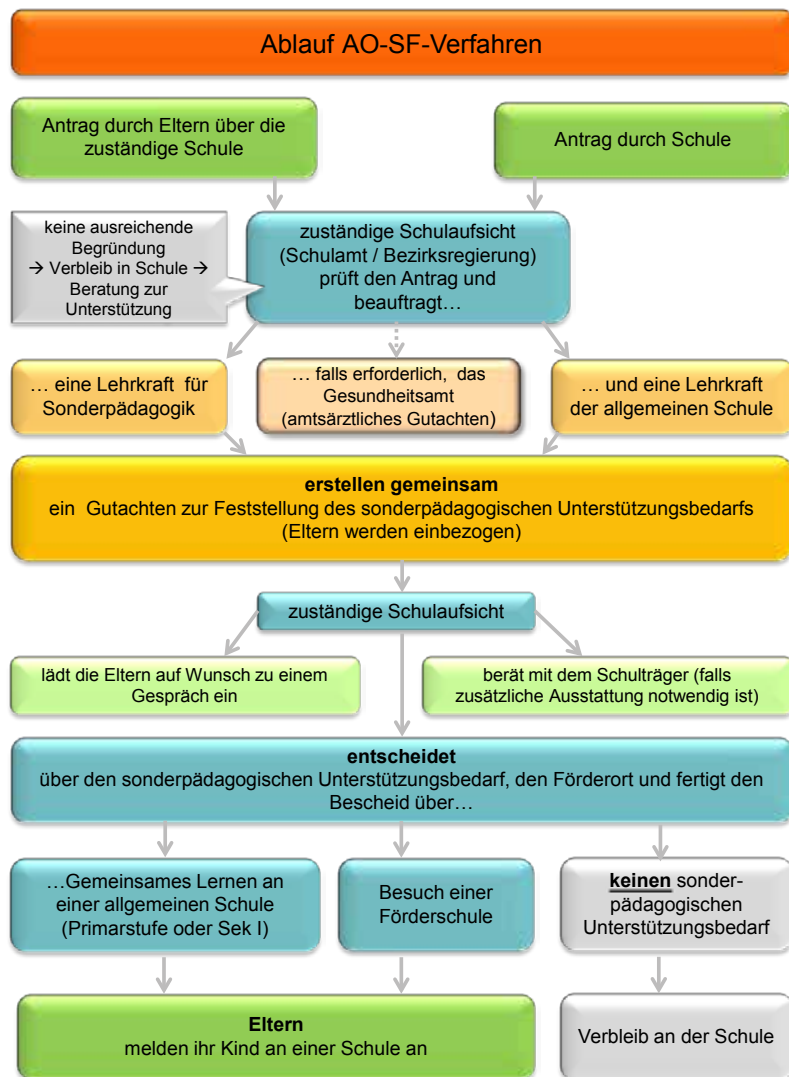 Ablauf AO-SF-Verfahren
Antrag durch Eltern über die
zuständige Schule
Antrag durch Schule
keine ausreichende
Begründung
→ Verbleib in Schule →
Beratung zur
Unterstützung
zuständige Schulaufsicht
(Schulamt / Bezirksregierung)
prüft den Antrag und
beauftragt…
… eine Lehrkraft für
Sonderpädagogik
… falls erforderlich, das
Gesundheitsamt
(amtsärztliches Gutachten)
… und eine Lehrkraft
der allgemeinen Schule
erstellen gemeinsam
ein Gutachten zur Feststellung des sonderpädagogischen Unterstützungsbedarfs
(Eltern werden einbezogen)
zuständige Schulaufsicht
lädt die Eltern auf Wunsch zu einem
Gespräch ein
berät mit dem Schulträger (falls
zusätzliche Ausstattung notwendig ist)
entscheidet
über den sonderpädagogischen Unterstützungsbedarf, den Förderort und fertigt den
Bescheid über…
…Gemeinsames Lernen an
einer allgemeinen Schule
(Primarstufe oder Sek I)
Besuch einer
Förderschule
keinen sonder-
pädagogischen
Unterstützungsbedarf
Eltern
melden ihr Kind an einer Schule an
Verbleib an der Schule